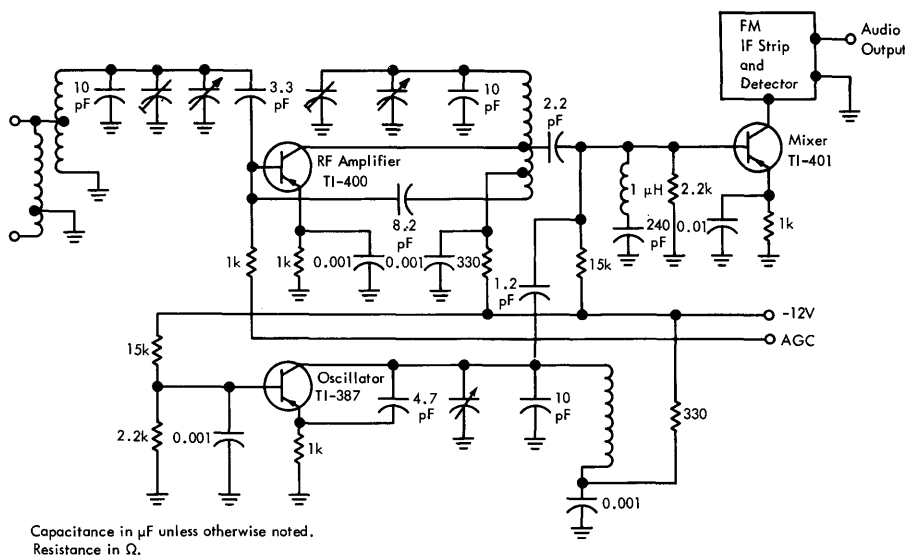 FM
IF Strip
and
Detector
Audio
Output
10
pF
3.3
pF
10
pF
2.2
pF
RF Amplifier
TI-400
Mixer
TI-401
8.2
pF
1 μH
2.2k
240
pF
0.01
1k
1k
1k
0.001
0.001
330
1.2
pF
15k
-12V
AGC
15k
Oscillator
TI-387
4.7
pF
10
pF
330
2.2k
0.001
1k
0.001
Capacitance in μF unless otherwise noted.
Resistance in Ω.